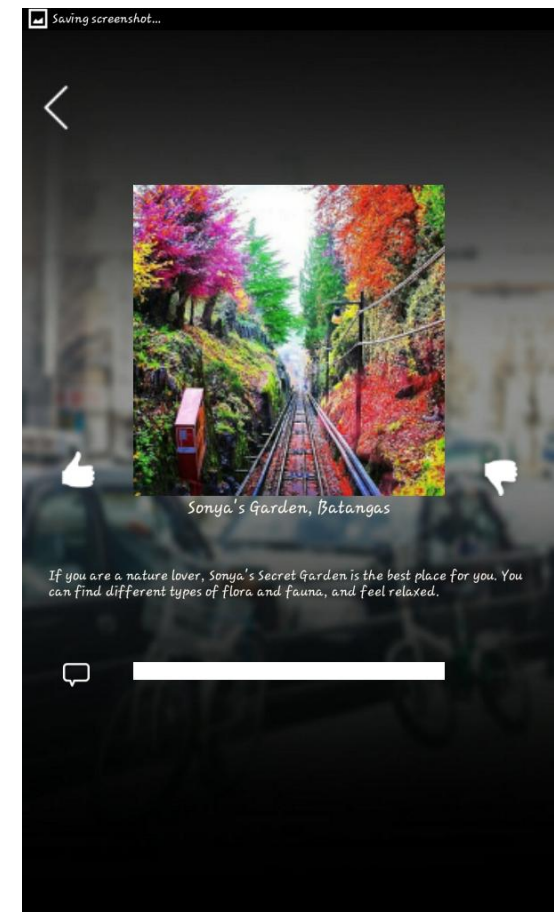 Saving screenshot...
Sonya's Garden, Batangas
If you are a nature lover, Sonya's Secret Garden is the best place for you. You
can find different types of flora and fauna, and feel relaxed.